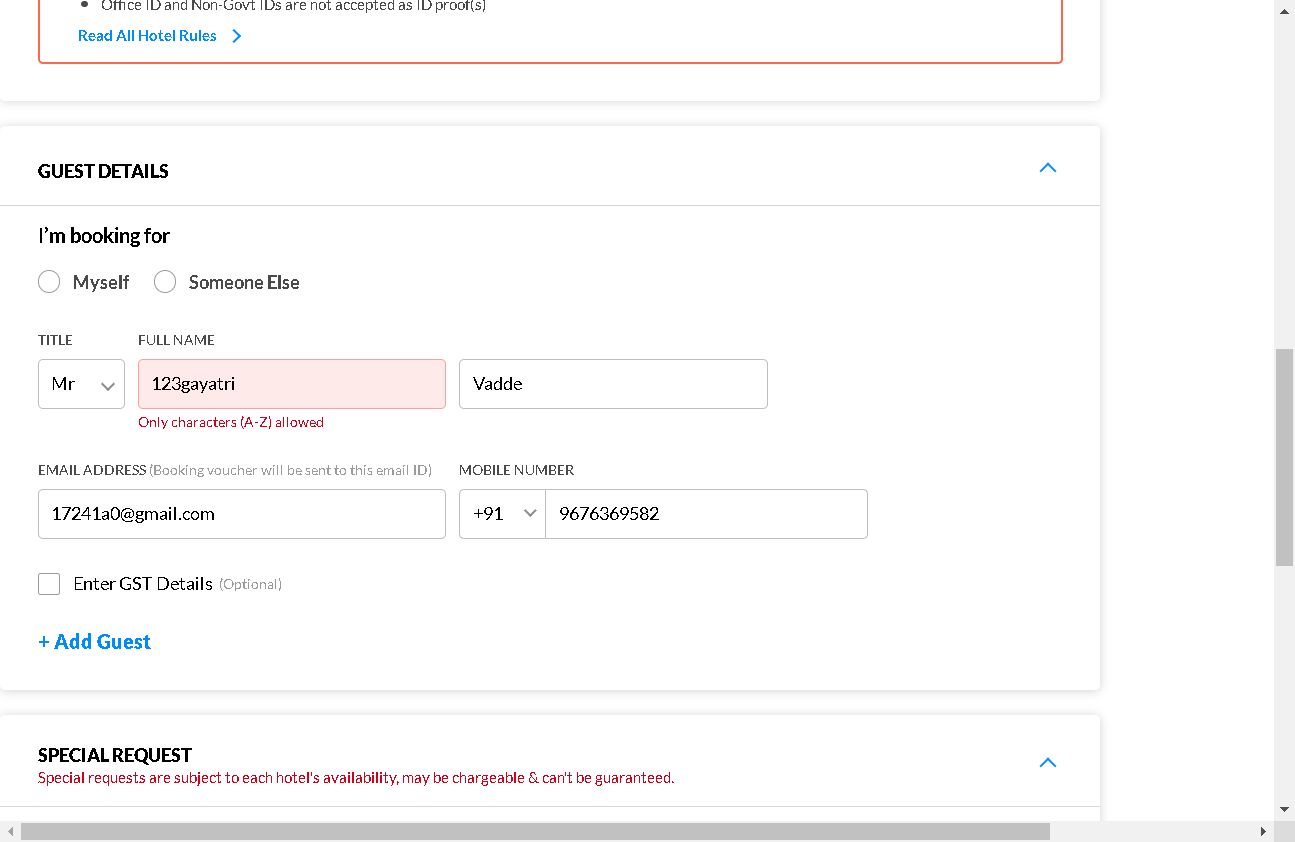 Office ID and Non-Govt IDs are not accepted as ID proof(s)
Read All Hotel Rules
GUEST DETAILS
I'm booking for
Myself Someone Else
TITLE FULL NAME
Mr 123gayatri Vadde
Only characters (A-Z) allowed
EMAIL ADDRESS (Booking voucher will be sent to this email ID) MOBILE NUMBER
17241a0@gmail.com +91 9676369582
Enter GST Details (Optional)
+ Add Guest
SPECIAL REQUEST
Special requests are subject to each hotel's availability, may be chargeable & can't be guaranteed.